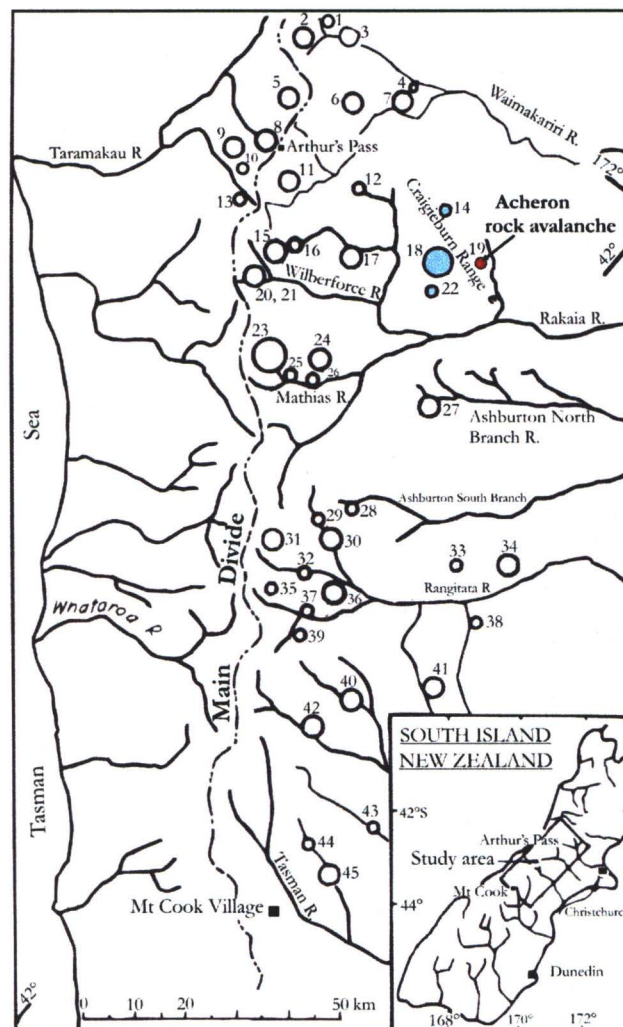 1
2
3
4
5
6
7
Waimakariri R.
8
9
10
Arthur's Pass
Taramakau R
11
12
172°
13
14
Craigieburn Range
Acheron
rock avalanche
15
16
17
18
19
42°
20, 21
Wilberforce R
22
Rakaia R.
23
24
25
26
Mathias R.
27
Ashburton North
Branch R.
Sea
Ashburton South Branch
28
29
30
31
Divide
32
33
34
35
36
Rangitata R
37
Whataroa R
38
39
Main
40
41
42
SOUTH ISLAND
NEW ZEALAND
Tasman
43
42°S
Arthur's Pass
44
45
Study area
Tasman R.
Mt Cook
Mt Cook Village
44°
Christchurch
Dunedin
42°
0 10 20 30 50 km
168° 170° 172°